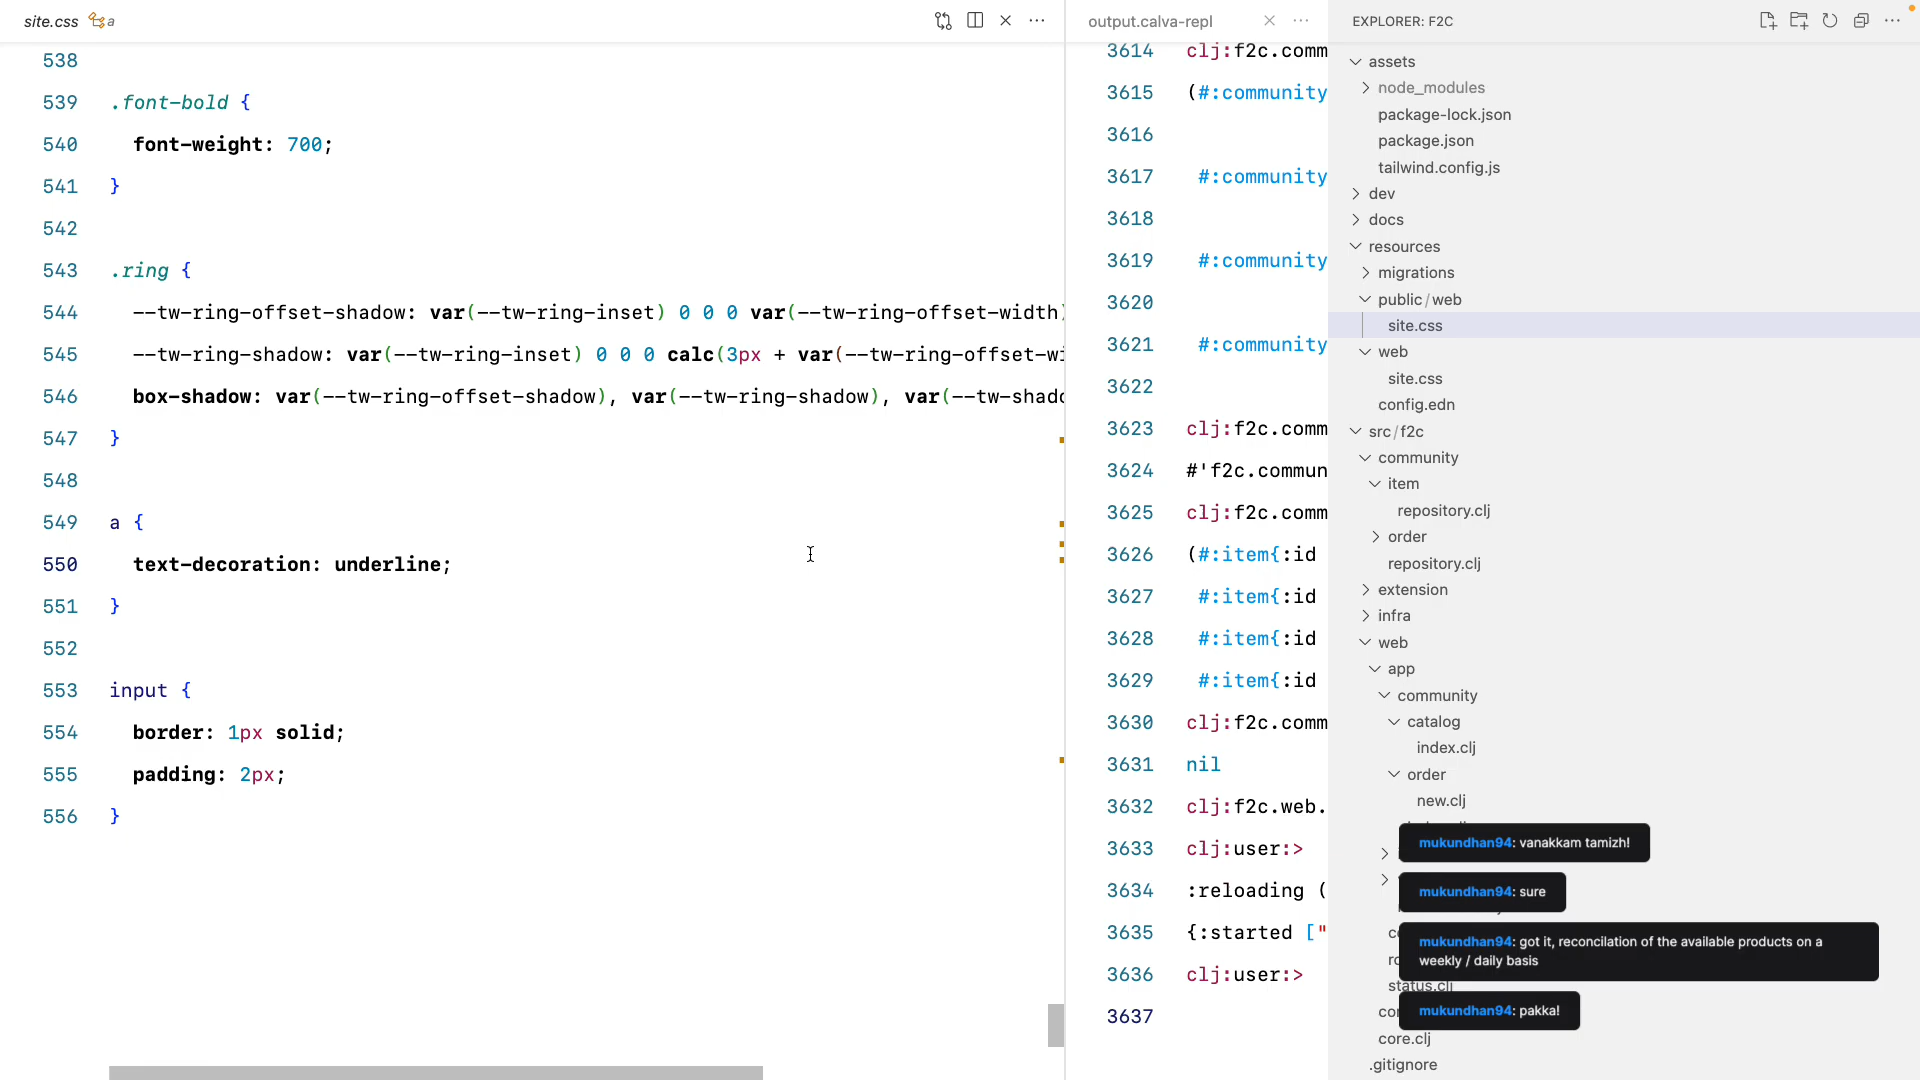 site.css a
538
539 .font-bold {
540 font-weight: 700;
541 }
542
543 .ring {
544 --tw-ring-offset-shadow: var(--tw-ring-inset) 0 0 0 var(--tw-ring-offset-width)
545 --tw-ring-shadow: var(--tw-ring-inset) 0 0 0 calc(3px + var(--tw-ring-offset-wi
546 box-shadow: var(--tw-ring-offset-shadow), var(--tw-ring-shadow), var(--tw-shado
547 }
548
549 a {
550 text-decoration: underline;
551 }
552
553 input {
554 border: 1px solid;
555 padding: 2px;
556 }
output.calva-repl
3614 clj:f2c.comm
3615 (#:community
3616
3617 #:community
3618
3619 #:community
3620
3621 #:community
3622
3623 clj:f2c.comm
3624 #'f2c.commun
3625 clj:f2c.comm
3626 (#:item{:id
3627 #:item{:id
3628 #:item{:id
3629 #:item{:id
3630 clj:f2c.comm
3631 nil
3632 clj:f2c.web.
3633 clj:user:>
3634 :reloading (
3635 {:started ["
3636 clj:user:>
3637
EXPLORER: F2C
assets
node_modules
package-lock.json
package.json
tailwind.config.js
dev
docs
resources
migrations
public/web
site.css
web
site.css
config.edn
src/f2c
community
item
repository.clj
order
repository.clj
extension
infra
web
app
community
catalog
index.clj
order
new.clj
mukundhan94: vanakkam tamizh!
mukundhan94: sure
mukundhan94: got it, reconcilation of the available products on a
weekly / daily basis
status.clj
mukundhan94: pakka!
core.clj
.gitignore